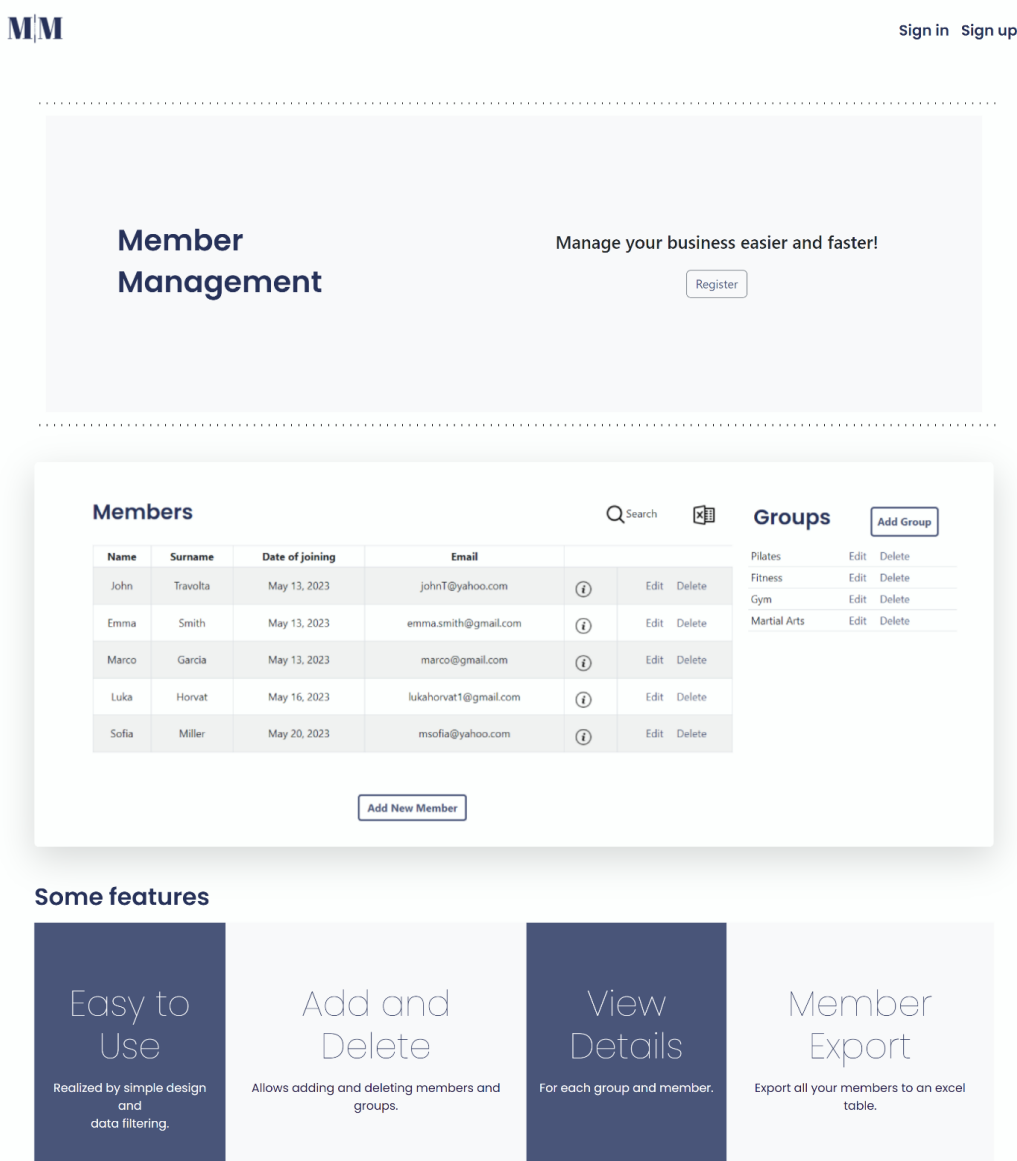 M|M
Sign in Sign up
Member
Management
Manage your business easier and faster!
Register
Members
Search
Groups
Add Group
Name Surname Date of joining Email
John Travolta May 13, 2023 johnT@yahoo.com i Edit Delete
Emma Smith May 13, 2023 emma.smith@gmail.com i Edit Delete
Marco Garcia May 13, 2023 marco@gmail.com i Edit Delete
Luka Horvat May 16, 2023 lukahorvat1@gmail.com i Edit Delete
Sofia Miller May 20, 2023 msofia@yahoo.com i Edit Delete
Pilates Edit Delete
Fitness Edit Delete
Gym Edit Delete
Martial Arts Edit Delete
Add New Member
Some features
Easy to
Use
Realized by simple design
and
data filtering.
Add and
Delete
Allows adding and deleting members and
groups.
View
Details
For each group and member.
Member
Export
Export all your members to an excel
table.